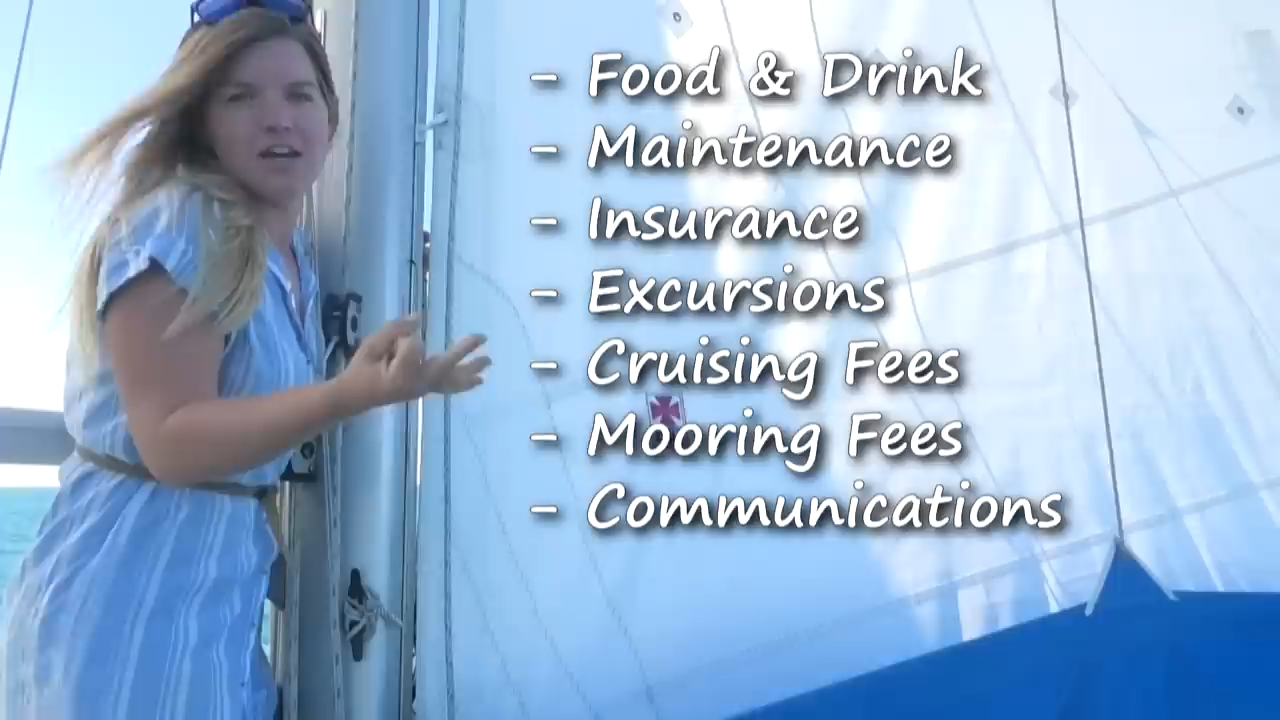 - Food & Drink
- Maintenance
- Insurance
- Excursions
- Cruising Fees
- Mooring Fees
- Communications